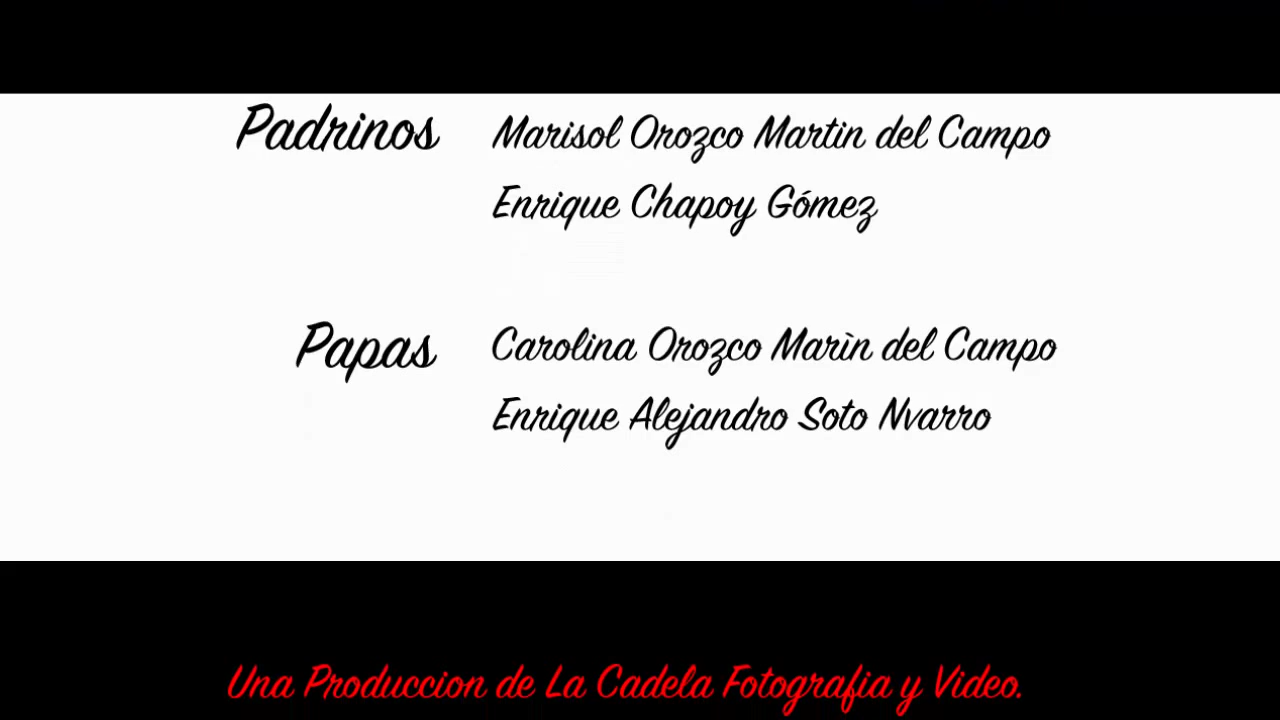 Padrinos Marisol Orozco Martin del Campo
Enrique Chapoy Gómez
Papas Carolina Orozco Marìn del Campo
Enrique Alejandro Soto Nvarro
Una Produccion de La Cadela Fotografia y Video.